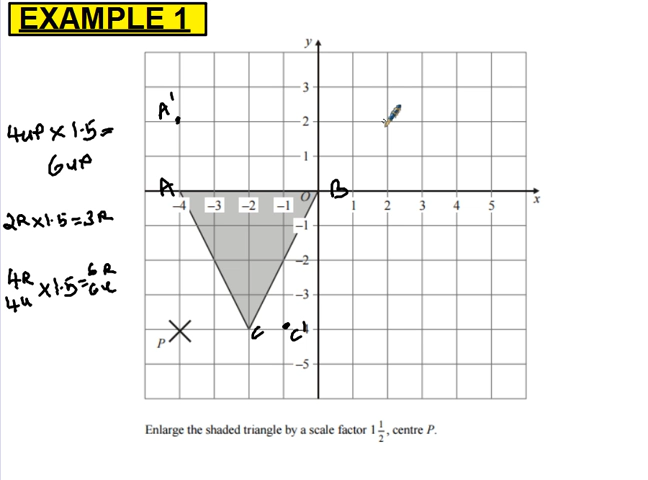 EXAMPLE 1
y
3
A'
2
4uP x 1.5 =
6uP
1
A
O
B
-4 -3 -2 -1 1 2 3 4 5 x
2R x 1.5 = 3R
-1
-2
4R
4u x 1.5 = 6R
6u
-3
P
C
C'
-5
Enlarge the shaded triangle by a scale factor 1 1/2, centre P.